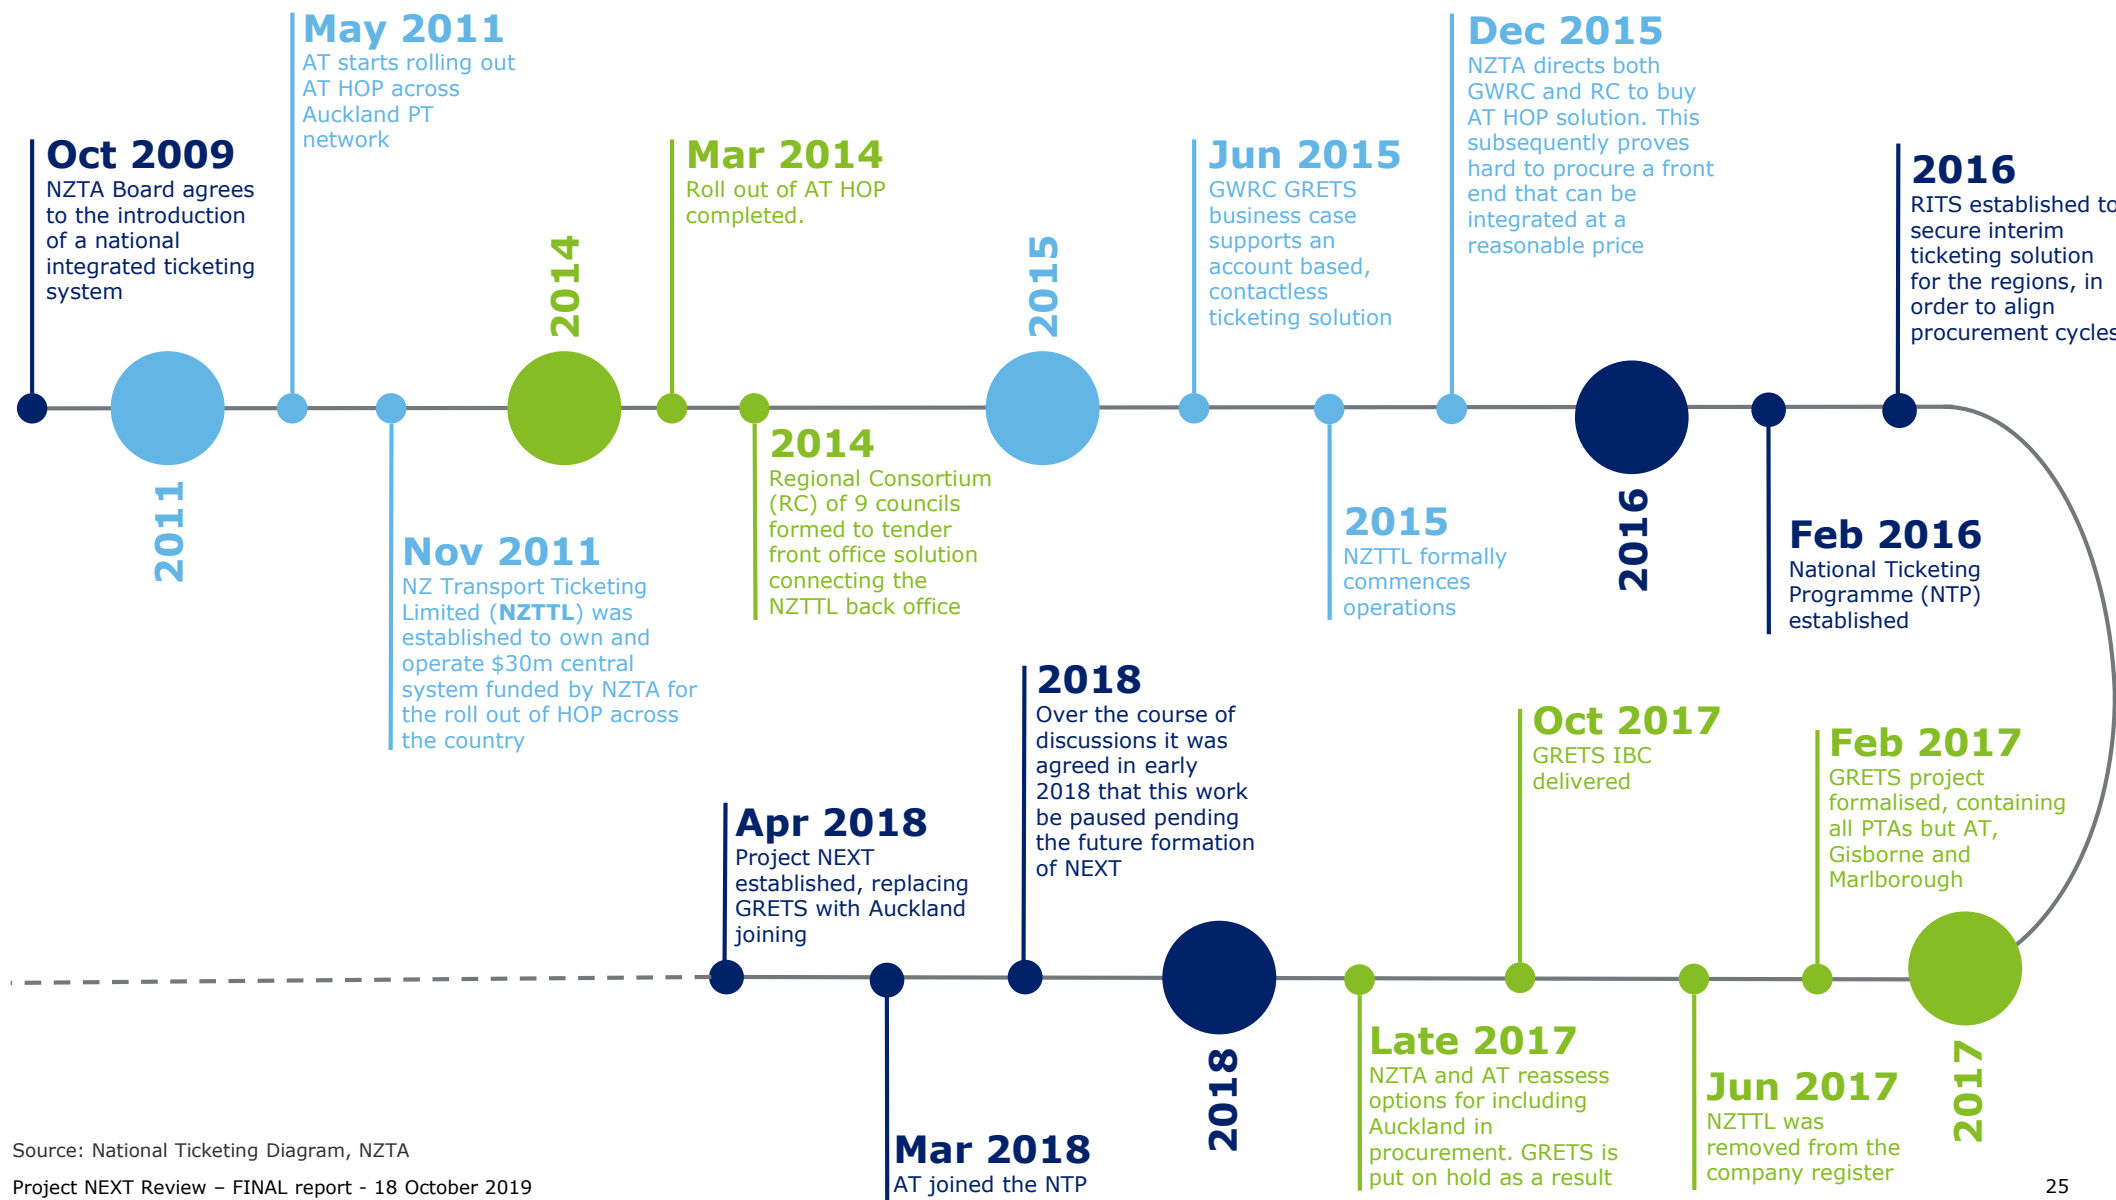 May 2011
AT starts rolling out
AT HOP across
Auckland PT
network
Dec 2015
NZTA directs both
GWRC and RC to buy
AT HOP solution. This
subsequently proves
hard to procure a front
end that can be
integrated at a
reasonable price
Oct 2009
NZTA Board agrees
to the introduction
of a national
integrated ticketing
system
Mar 2014
Roll out of AT HOP
completed.
Jun 2015
GWRC GRETS
business case
supports an
account based,
contactless
ticketing solution
2016
RITS established to
secure interim
ticketing solution
for the regions, in
order to align
procurement cycles
2011
2014
2015
2016
Nov 2011
NZ Transport Ticketing
Limited (NZTTL) was
established to own and
operate $30m central
system funded by NZTA for
the roll out of HOP across
the country
2014
Regional Consortium
(RC) of 9 councils
formed to tender
front office solution
connecting the
NZTTL back office
2015
NZTTL formally
commences
operations
Feb 2016
National Ticketing
Programme (NTP)
established
Feb 2017
GRETS project
formalised, containing
all PTAs but AT,
Gisborne and
Marlborough
Oct 2017
GRETS IBC
delivered
2018
Over the course of
discussions it was
agreed in early
2018 that this work
be paused pending
the future formation
of NEXT
Apr 2018
Project NEXT
established, replacing
GRETS with Auckland
joining
2017
Jun 2017
NZTTL was
removed from the
company register
Late 2017
NZTA and AT reassess
options for including
Auckland in
procurement. GRETS is
put on hold as a result
2018
Mar 2018
AT joined the NTP
Source: National Ticketing Diagram, NZTA
Project NEXT Review – FINAL report - 18 October 2019
25